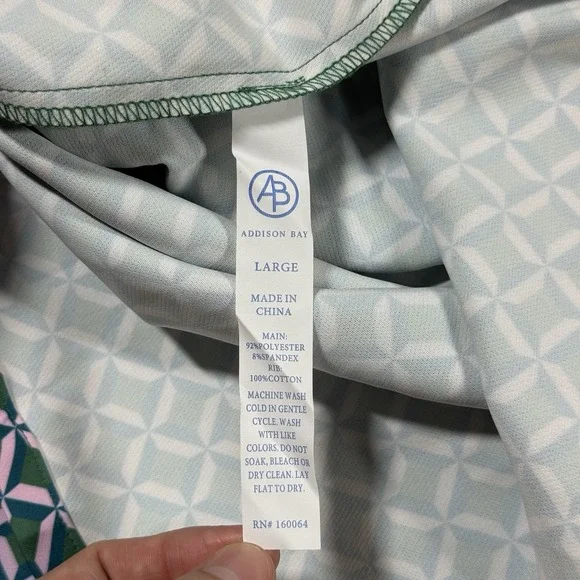 AB
ADDISON BAY
LARGE
MADE IN
CHINA
MAIN:
92%POLYESTER
8%SPANDEX
RIB:
100%COTTON
MACHINE WASH
COLD IN GENTLE
CYCLE. WASH
WITH LIKE
COLORS. DO NOT
SOAK, BLEACH OR
DRY CLEAN. LAY
FLAT TO DRY.
RN# 160064